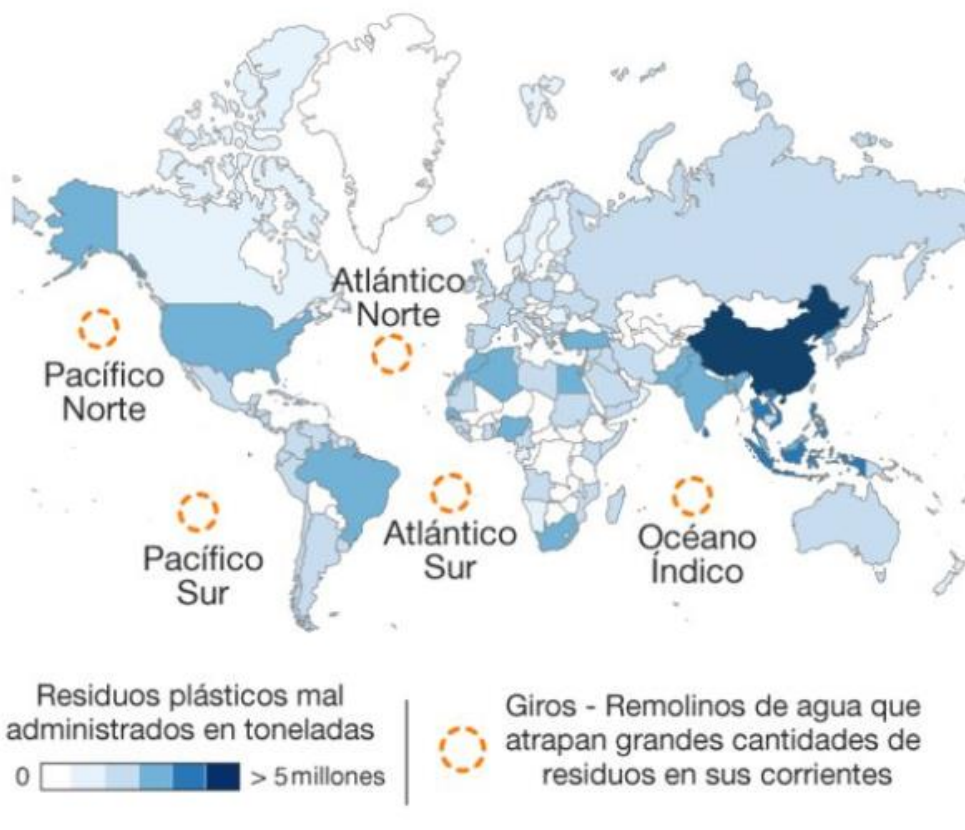 Atlántico
Norte
Pacífico
Norte
Atlántico
Sur
Océano
Índico
Pacífico
Sur
Residuos plásticos mal
administrados en toneladas
0 > 5 millones
Giros - Remolinos de agua que
atrapan grandes cantidades de
residuos en sus corrientes